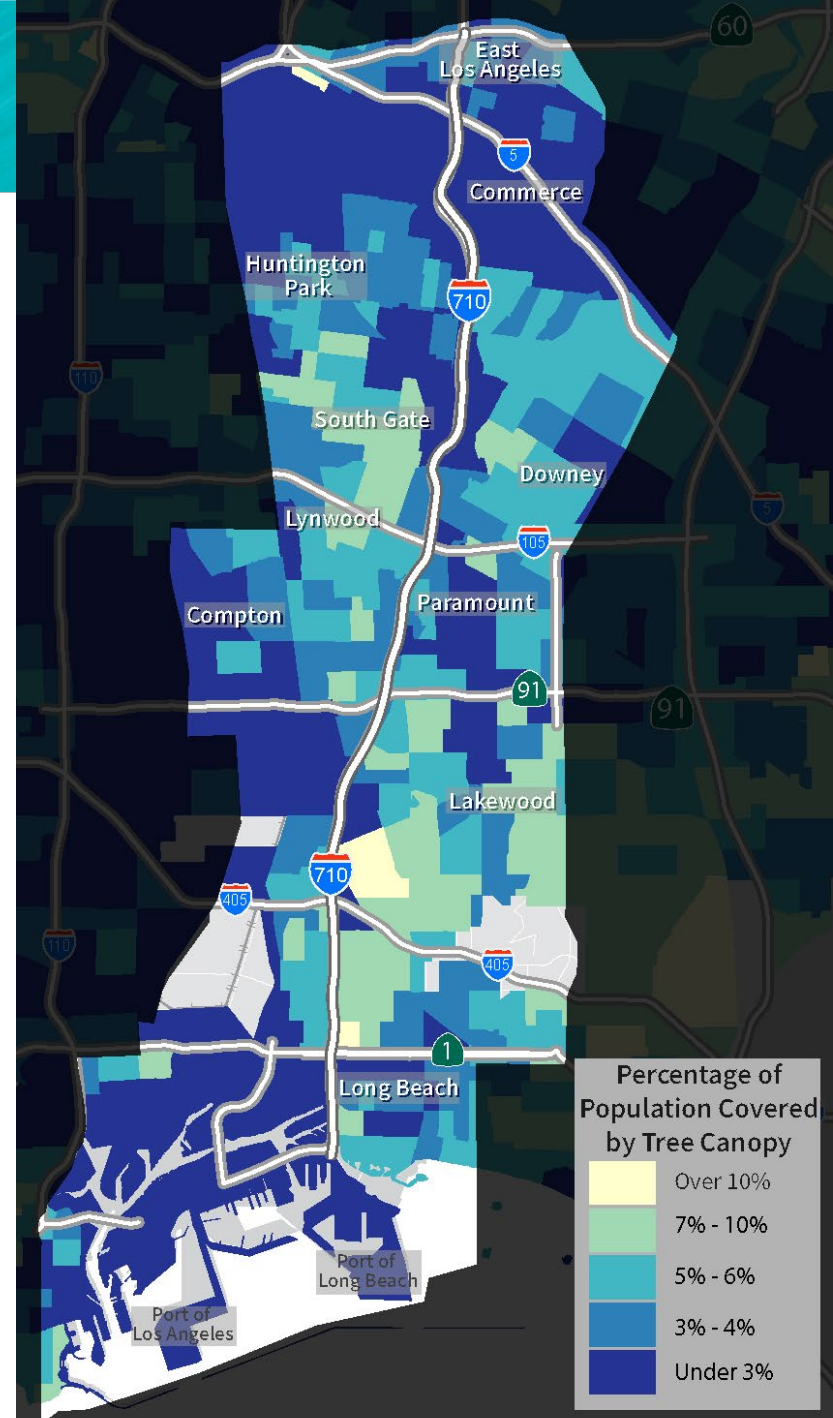 60
East
Los Angeles
5
Commerce
Huntington
Park
710
110
South Gate
Downey
5
Lynwood
105
Compton
Paramount
91
91
Lakewood
710
405
110
405
1
Long Beach
Port of
Long Beach
Port of
Los Angeles
Percentage of
Population Covered
by Tree Canopy
Over 10%
7% - 10%
5% - 6%
3% - 4%
Under 3%